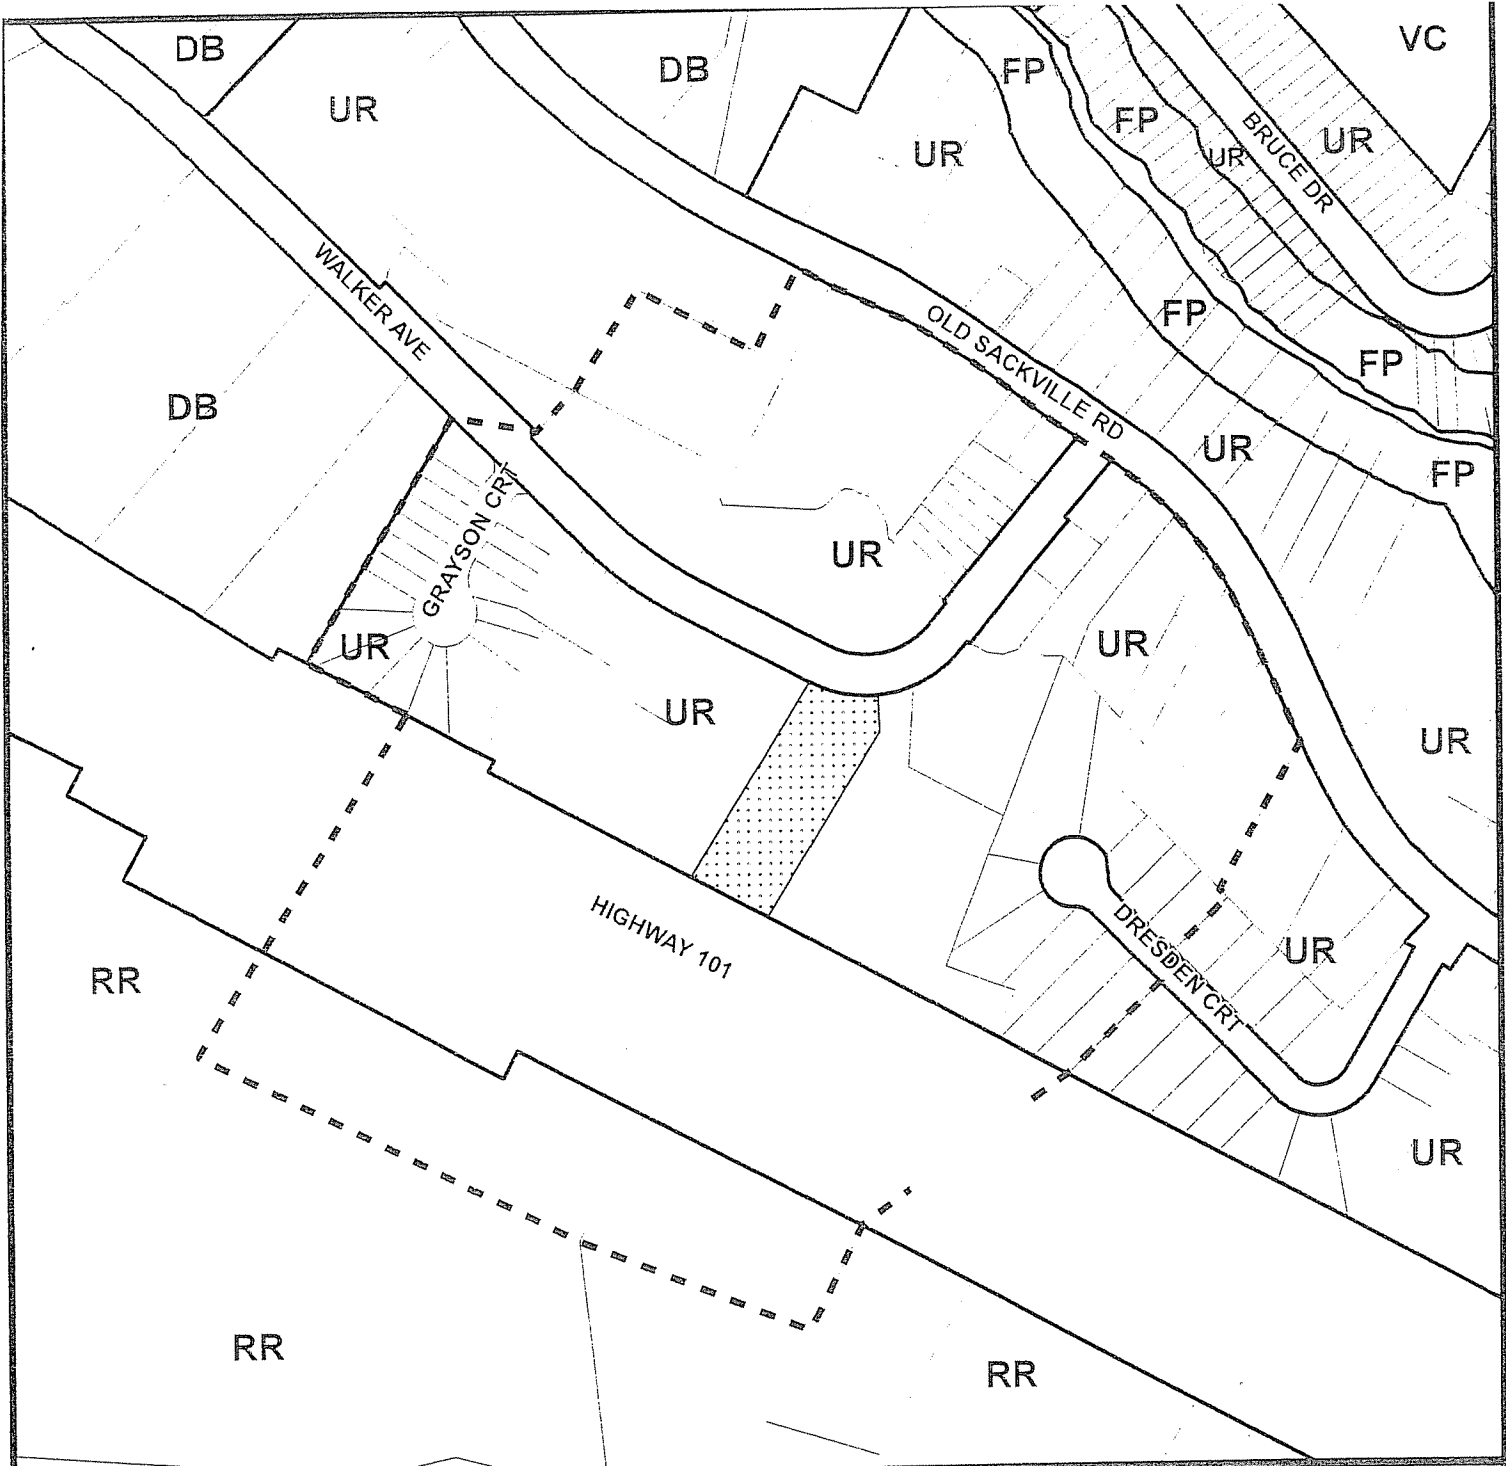 DB
VC
DB
FP
UR
FP
UR
BRUCE DR
UR
UR
WALKER AVE
FP
OLD SACKVILLE RD
FP
DB
UR
FP
GRAYSON CRT
UR
UR
UR
UR
UR
HIGHWAY 101
DRESDEN CRT
UR
RR
UR
RR
RR